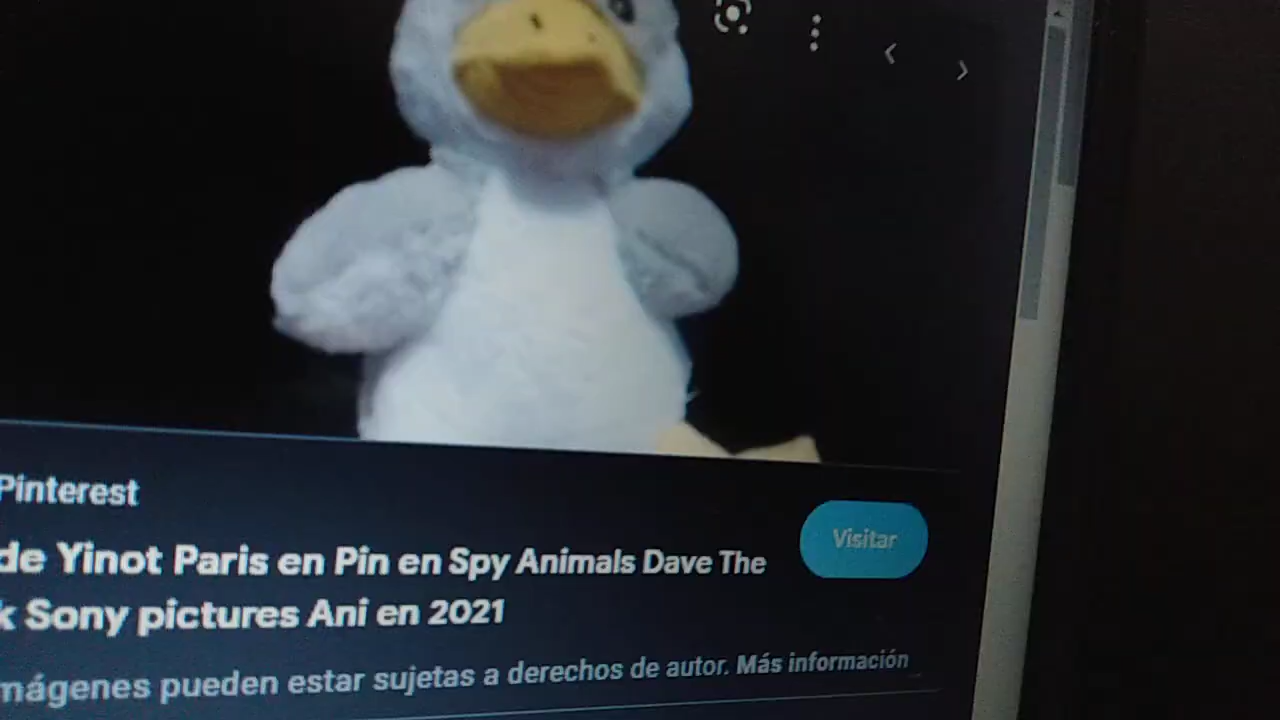 Pinterest
de Yinot Paris en Pin en Spy Animals Dave The
Visitar
k Sony pictures Ani en 2021
mágenes pueden estar sujetas a derechos de autor. Más información